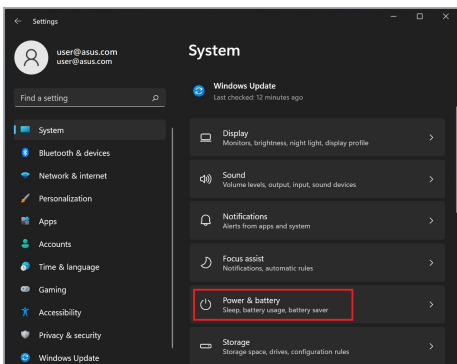 Settings
user@asus.com
user@asus.com
Find a setting
System
Bluetooth & devices
Network & internet
Personalization
Apps
Accounts
Time & language
Gaming
Accessibility
Privacy & security
Windows Update
System
Windows Update
Last checked: 12 minutes ago
Display
Monitors, brightness, night light, display profile
Sound
Volume levels, output, input, sound devices
Notifications
Alerts from apps and system
Focus assist
Notifications, automatic rules
Power & battery
Sleep, battery usage, battery saver
Storage
Storage space, drives, configuration rules